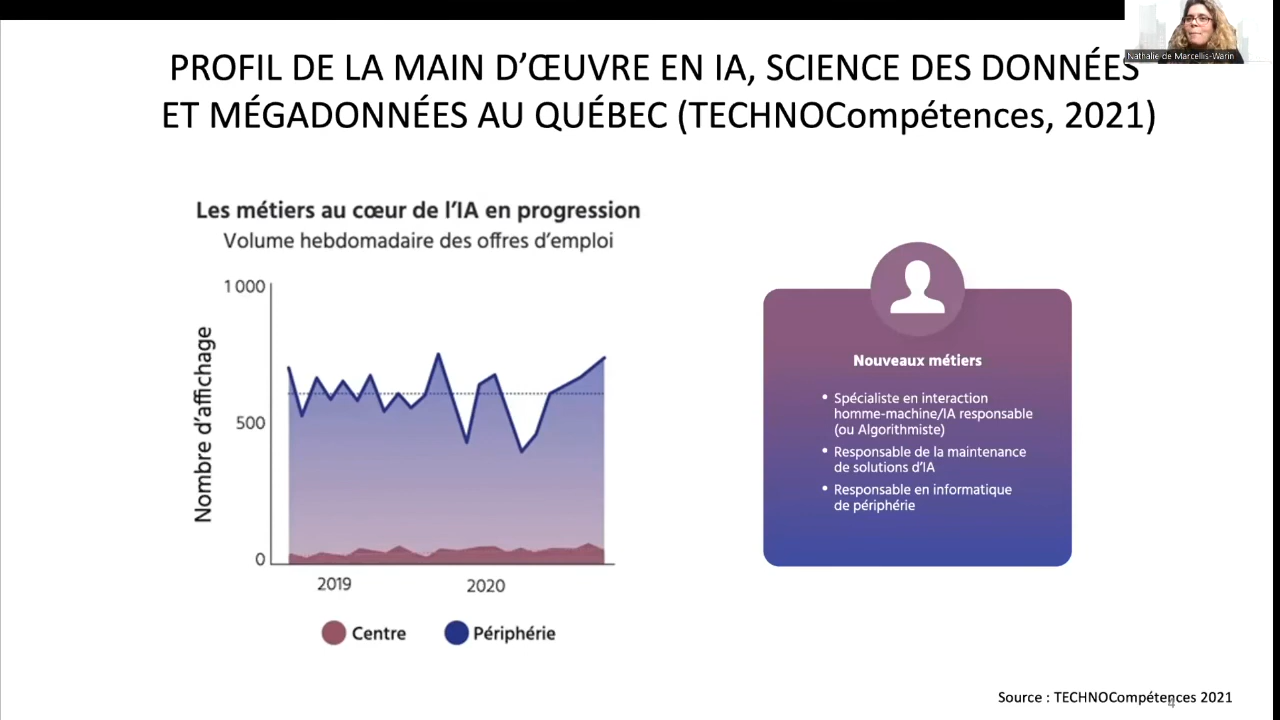 Nathalie de Marcellis-Warin
PROFIL DE LA MAIN D’ŒUVRE EN IA, SCIENCE DES DONNÉES
ET MÉGADONNÉES AU QUÉBEC (TECHNOCompétences, 2021)
Les métiers au cœur de l’IA en progression
Volume hebdomadaire des offres d’emploi
Nombre d’affichage
1 000
500
0
2019
2020
Centre
Périphérie
Nouveaux métiers
• Spécialiste en interaction
homme-machine/IA responsable
(ou Algorithmiste)
• Responsable de la maintenance
de solutions d’IA
• Responsable en informatique
de périphérie
Source : TECHNOCompétences 2021
4